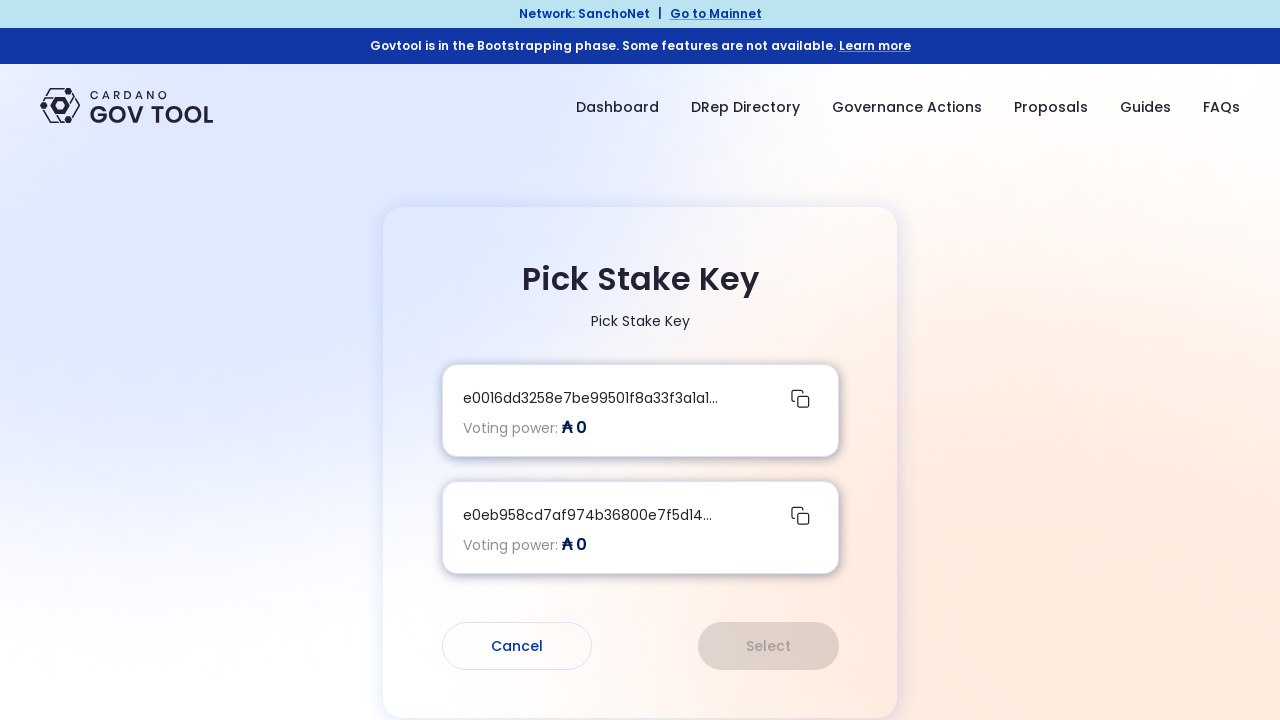 Network: SanchoNet | Go to Mainnet
Govtool is in the Bootstrapping phase. Some features are not available. Learn more
CARDANO
GOV TOOL
Dashboard DRep Directory Governance Actions Proposals Guides FAQs
Pick Stake Key
Pick Stake Key
e0016dd3258e7be99501f8a33f3a1a1...
Voting power: ₳ 0
e0eb958cd7af974b36800e7f5d14...
Voting power: ₳ 0
Cancel Select